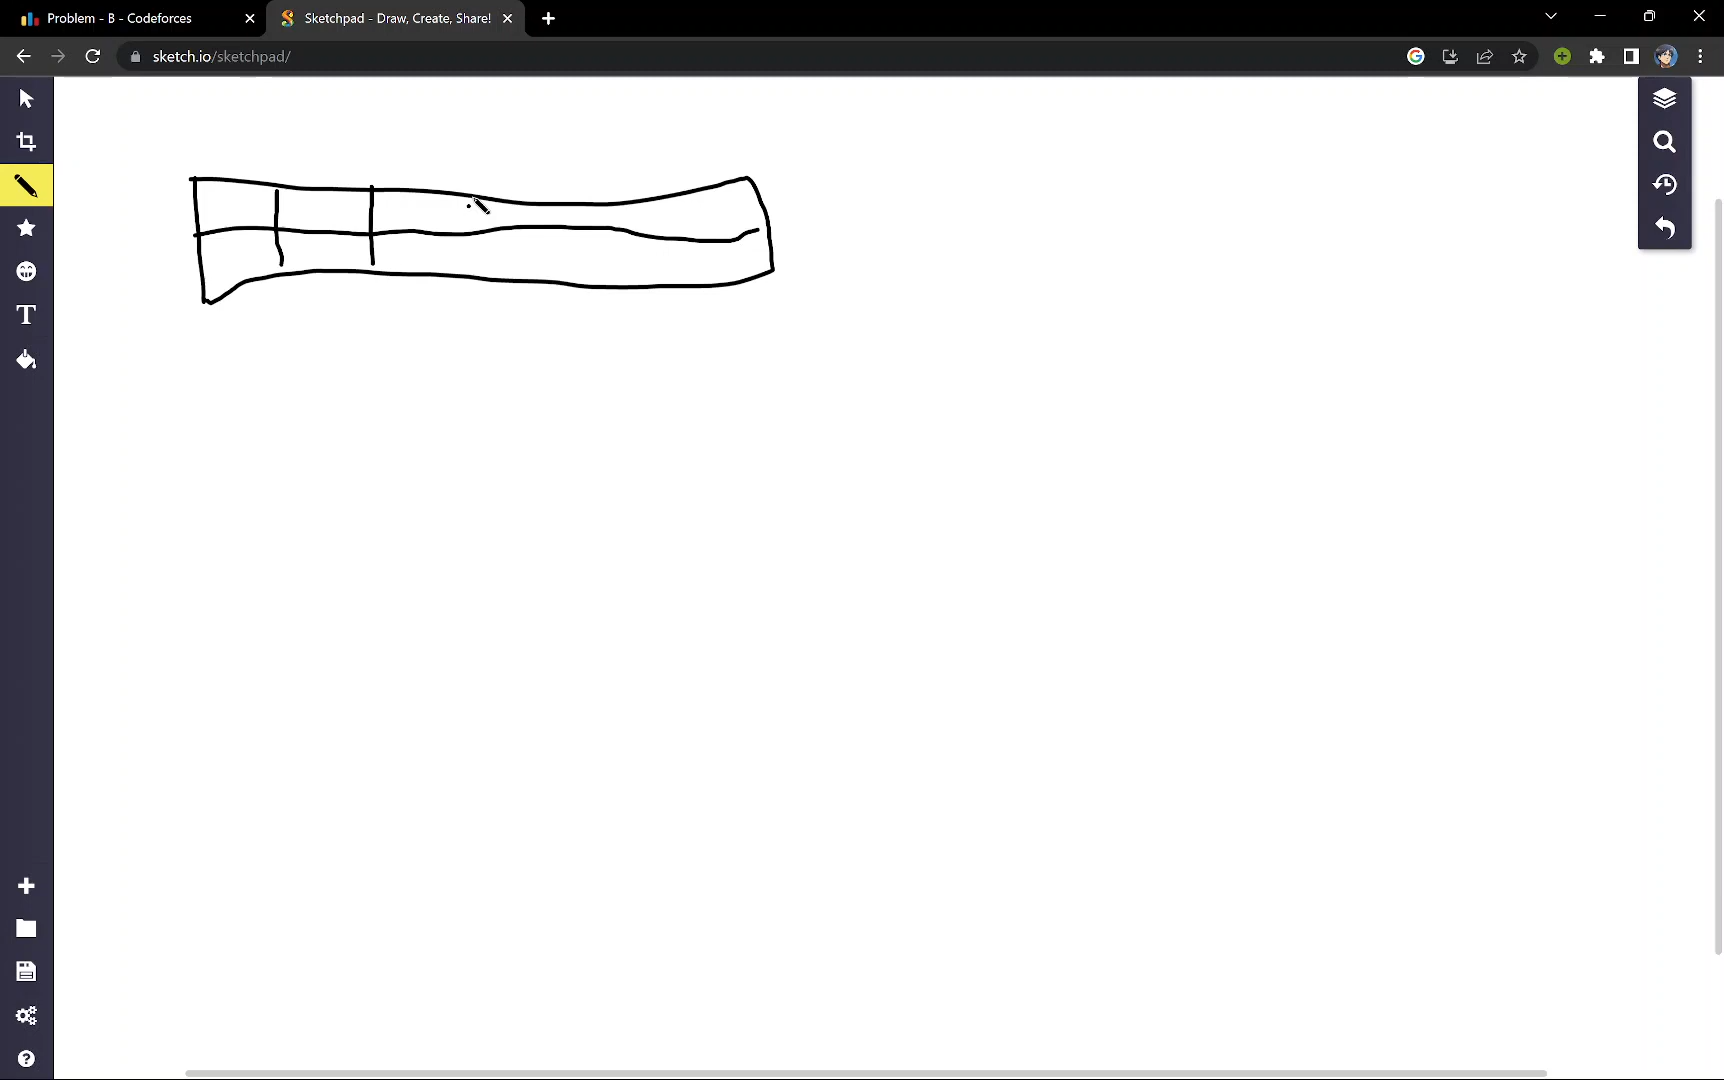 Problem - B - Codeforces
Sketchpad - Draw, Create, Share!
sketch.io/sketchpad/